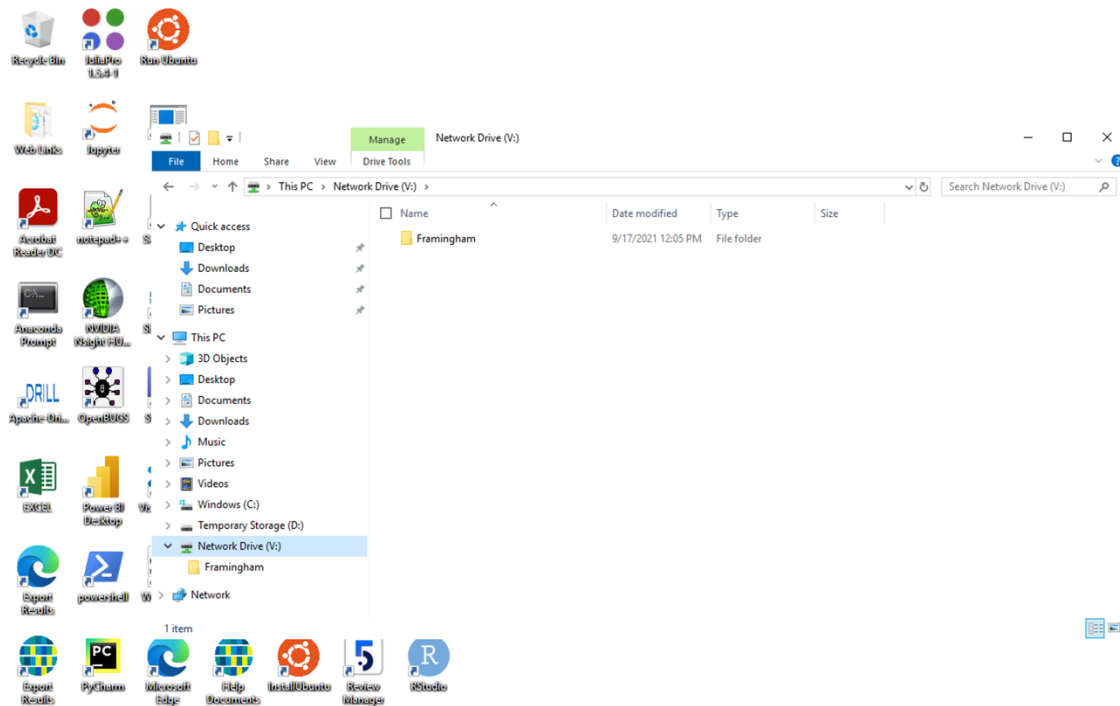 Recycle Bin
JuliaPro
1.5.4-1
Run Ubuntu
Web Links
Jupyter
Acrobat
Reader DC
notepad++
Anaconda
Prompt
NVIDIA
Nsight HU...
DRILL
Apache-Dri...
OpenBUGS
EXCEL
Power BI
Desktop
Export
Results
powershell
Manage
Network Drive (V:)
File
Home
Share
View
Drive Tools
This PC
Network Drive (V:)
Search Network Drive (V:)
Name
Date modified
Type
Size
Framingham
9/17/2021 12:05 PM
File folder
Quick access
Desktop
Downloads
Documents
Pictures
This PC
3D Objects
Desktop
Documents
Downloads
Music
Pictures
Videos
Windows (C:)
Temporary Storage (D:)
Network Drive (V:)
Framingham
Network
1 item
Export
Results
PC
PyCharm
Microsoft
Edge
Help
Documents
InstallUbuntu
5
Review
Manager
R
RStudio